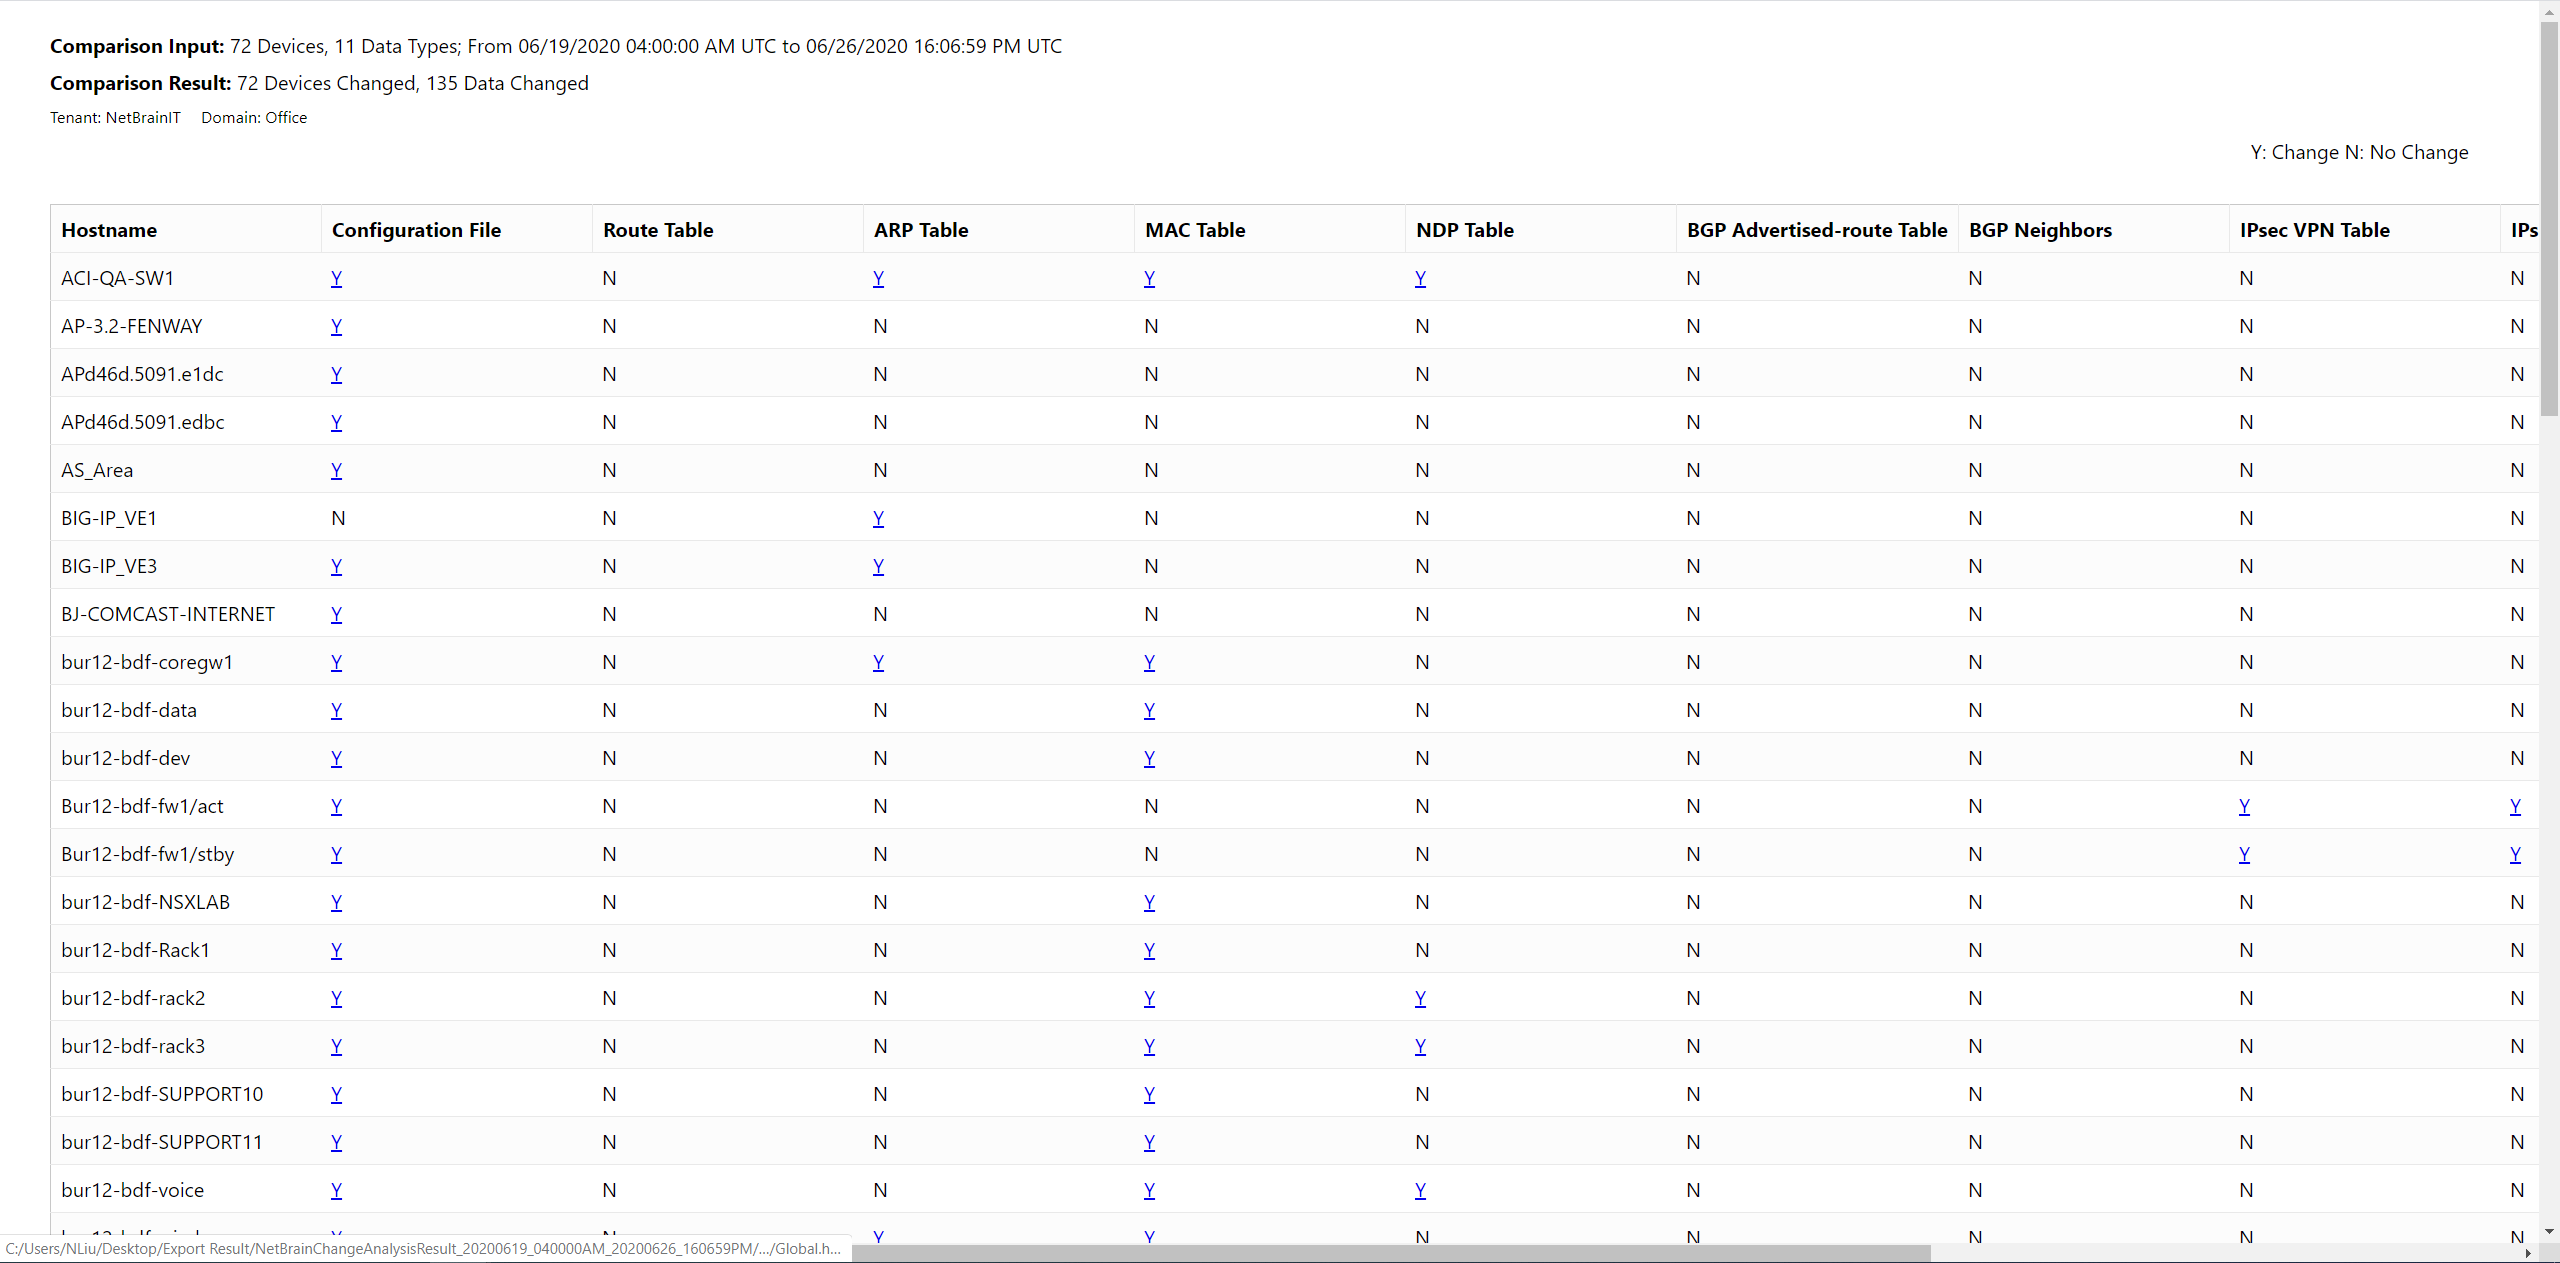 Comparison Input: 72 Devices, 11 Data Types; From 06/19/2020 04:00:00 AM UTC to 06/26/2020 16:06:59 PM UTC
Comparison Result: 72 Devices Changed, 135 Data Changed
Tenant: NetBrainIT Domain: Office
Y: Change N: No Change
Hostname Configuration File Route Table ARP Table MAC Table NDP Table BGP Advertised-route Table BGP Neighbors IPsec VPN Table IPs
ACI-QA-SW1 Y N Y Y Y N N N N
AP-3.2-FENWAY Y N N N N N N N N
APd46d.5091.e1dc Y N N N N N N N N
APd46d.5091.edbc Y N N N N N N N N
AS_Area Y N N N N N N N N
BIG-IP_VE1 N N Y N N N N N N
BIG-IP_VE3 Y N Y N N N N N N
BJ-COMCAST-INTERNET Y N N N N N N N N
bur12-bdf-coregw1 Y N Y Y N N N N N
bur12-bdf-data Y N N Y N N N N N
bur12-bdf-dev Y N N Y N N N N N
Bur12-bdf-fw1/act Y N N N N N N Y Y
Bur12-bdf-fw1/stby Y N N N N N N Y Y
bur12-bdf-NSXLAB Y N N Y N N N N N
bur12-bdf-Rack1 Y N N Y N N N N N
bur12-bdf-rack2 Y N N Y Y N N N N
bur12-bdf-rack3 Y N N Y Y N N N N
bur12-bdf-SUPPORT10 Y N N Y N N N N N
bur12-bdf-SUPPORT11 Y N N Y N N N N N
bur12-bdf-voice Y N N Y Y N N N N
Y N Y Y N N N N N
C:/Users/NLiu/Desktop/Export Result/NetBrainChangeAnalysisResult_20200619_040000AM_20200626_160659PM/.../Global.h...